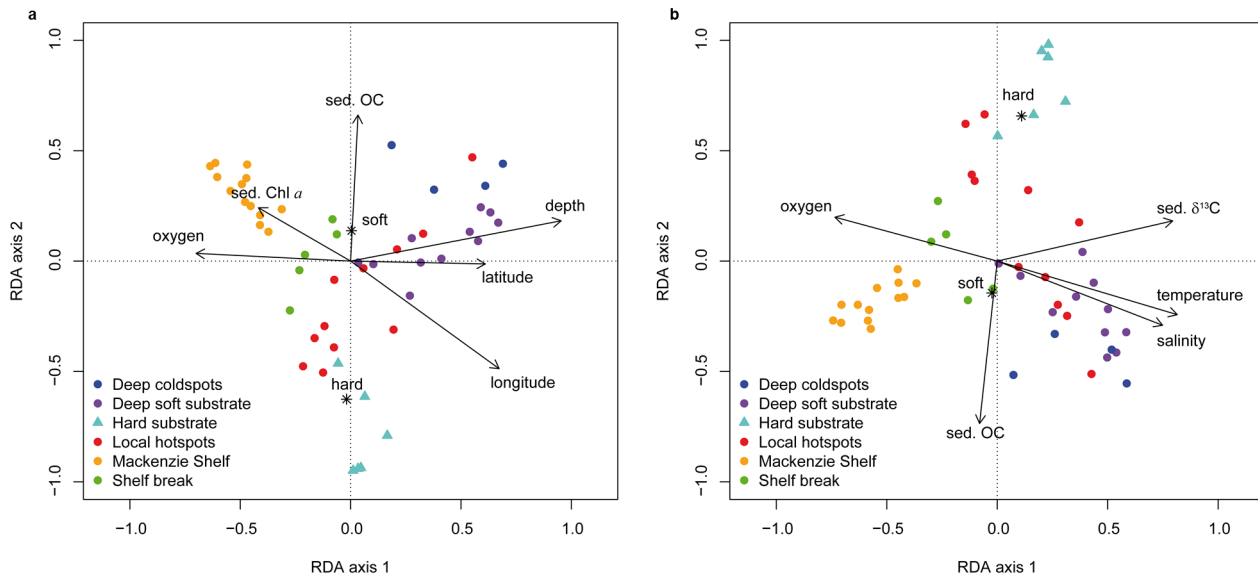 a
RDA axis 2
1.0
0.5
0.0
−0.5
−1.0
sed. OC
sed. Chl a
oxygen
soft
depth
latitude
longitude
hard
Deep coldspots
Deep soft substrate
Hard substrate
Local hotspots
Mackenzie Shelf
Shelf break
−1.0 −0.5 0.0 0.5 1.0
RDA axis 1
b
RDA axis 2
1.0
0.5
0.0
−0.5
−1.0
hard
oxygen
sed. δ¹³C
soft
temperature
salinity
sed. OC
Deep coldspots
Deep soft substrate
Hard substrate
Local hotspots
Mackenzie Shelf
Shelf break
−1.0 −0.5 0.0 0.5 1.0
RDA axis 1